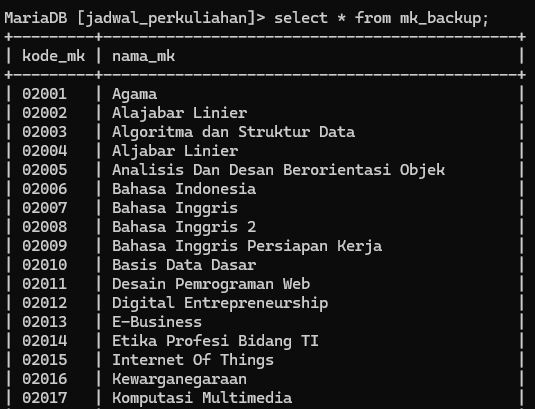 MariaDB [jadwal_perkuliahan]> select * from mk_backup;
+---------+----------------------------------------------+
| kode_mk | nama_mk                                      |
+---------+----------------------------------------------+
| 02001   | Agama                                        |
| 02002   | Alajabar Linier                              |
| 02003   | Algoritma dan Struktur Data                  |
| 02004   | Aljabar Linier                               |
| 02005   | Analisis Dan Desan Berorientasi Objek        |
| 02006   | Bahasa Indonesia                             |
| 02007   | Bahasa Inggris                               |
| 02008   | Bahasa Inggris 2                             |
| 02009   | Bahasa Inggris Persiapan Kerja               |
| 02010   | Basis Data Dasar                             |
| 02011   | Desain Pemrograman Web                       |
| 02012   | Digital Entrepreneurship                     |
| 02013   | E-Business                                   |
| 02014   | Etika Profesi Bidang TI                      |
| 02015   | Internet Of Things                           |
| 02016   | Kewarganegaraan                              |
| 02017   | Komputasi Multimedia                         |